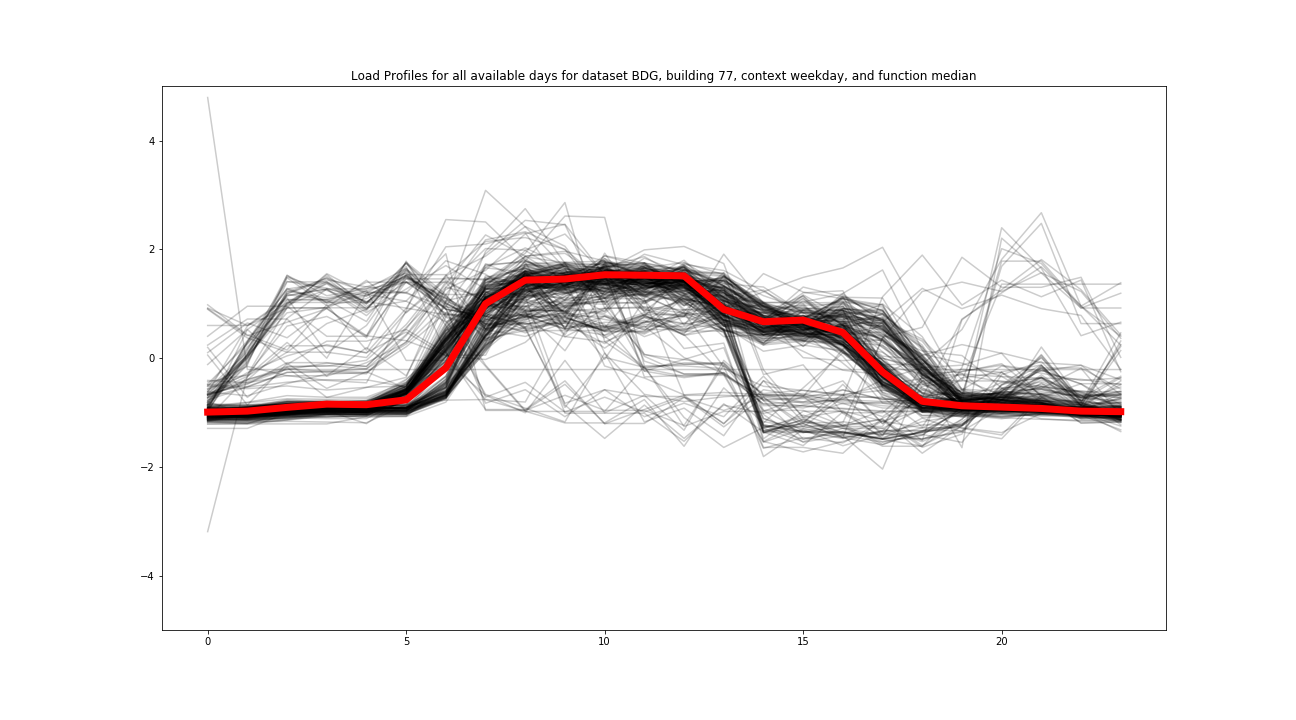 Load Profiles for all available days for dataset BDG, building 77, context weekday, and function median
4
2
0
−2
−4
0 5 10 15 20